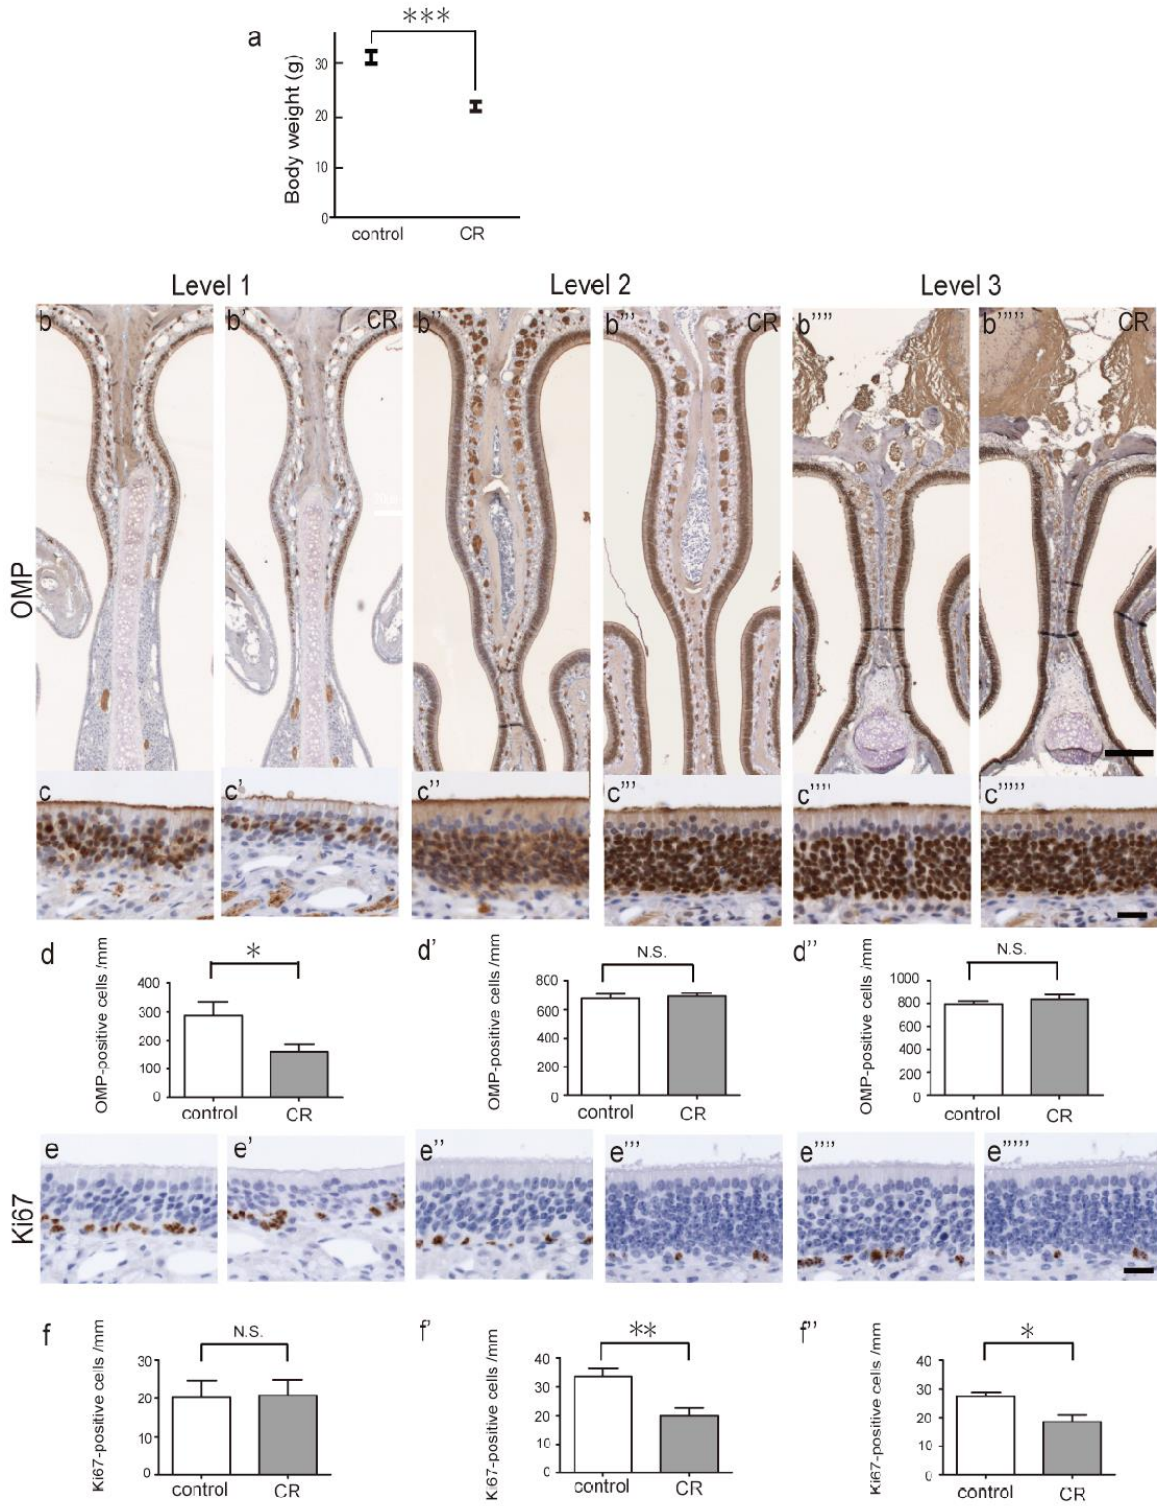 a
***
Body weight (g)
30
20
10
0
control
CR
Level 1
Level 2
Level 3
OMP
b
b'
CR
b''
b'''
CR
b''''
b'''''
CR
c
c'
c''
c'''
c''''
c'''''
d
*
OMP-positive cells /mm
400
300
200
100
0
control
CR
d'
N.S.
OMP-positive cells /mm
800
600
400
200
0
control
CR
d''
N.S.
OMP-positive cells /mm
1000
800
600
400
200
0
control
CR
Ki67
e
e'
e''
e'''
e''''
e'''''
f
N.S.
Ki67-positive cells /mm
30
20
10
0
control
CR
f'
**
Ki67-positive cells /mm
40
30
20
10
0
control
CR
f''
*
Ki67-positive cells /mm
40
30
20
10
0
control
CR